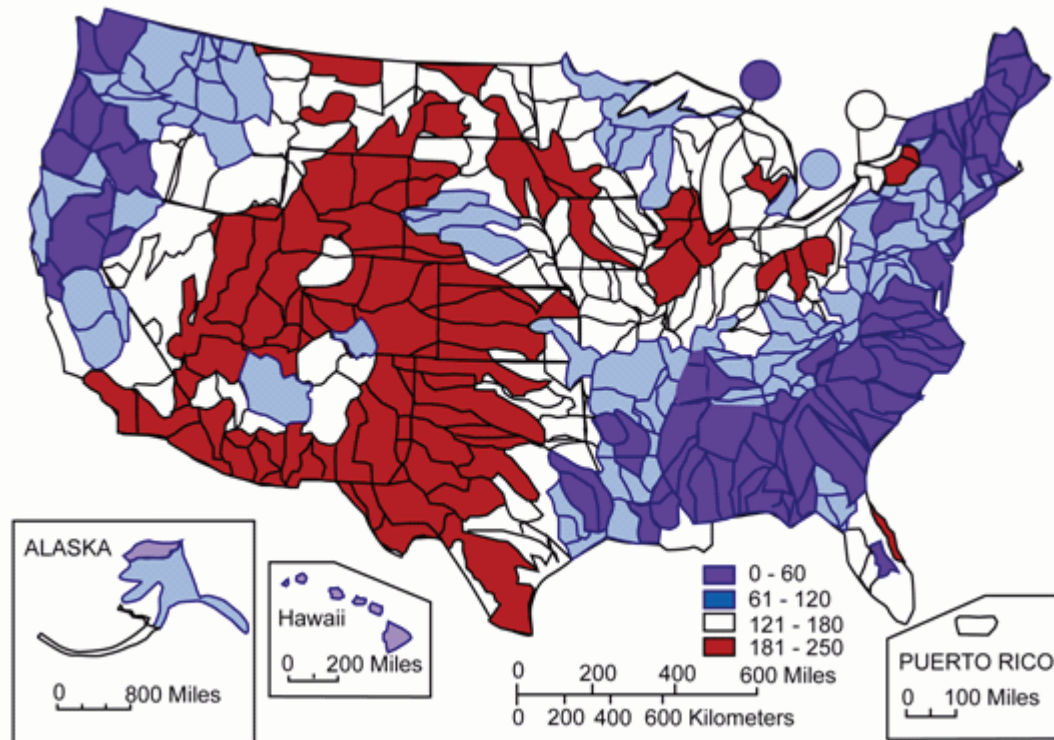 ALASKA
0
800 Miles
Hawaii
0 200 Miles
0 - 60
61 - 120
121 - 180
181 - 250
0 200 400 600 Miles
0 200 400 600 Kilometers
PUERTO RICO
0 100 Miles